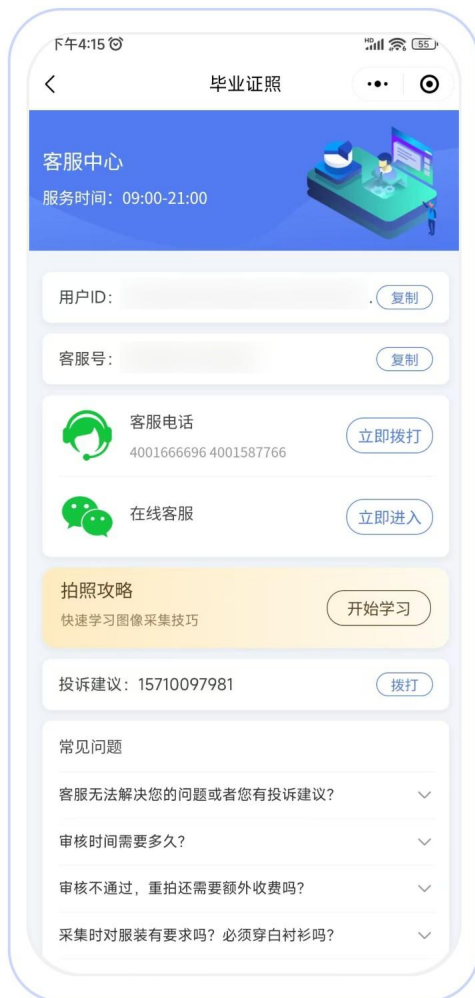 下午4:15
HD
55
毕业证照
客服中心
服务时间：09:00-21:00
用户ID：
复制
客服号：
复制
客服电话
4001666696 4001587766
立即拨打
在线客服
立即进入
拍照攻略
快速学习图像采集技巧
开始学习
投诉建议：15710097981
拨打
常见问题
客服无法解决您的问题或者您有投诉建议？
审核时间需要多久？
审核不通过，重拍还需要额外收费吗？
采集时对服装有要求吗？必须穿白衬衫吗？